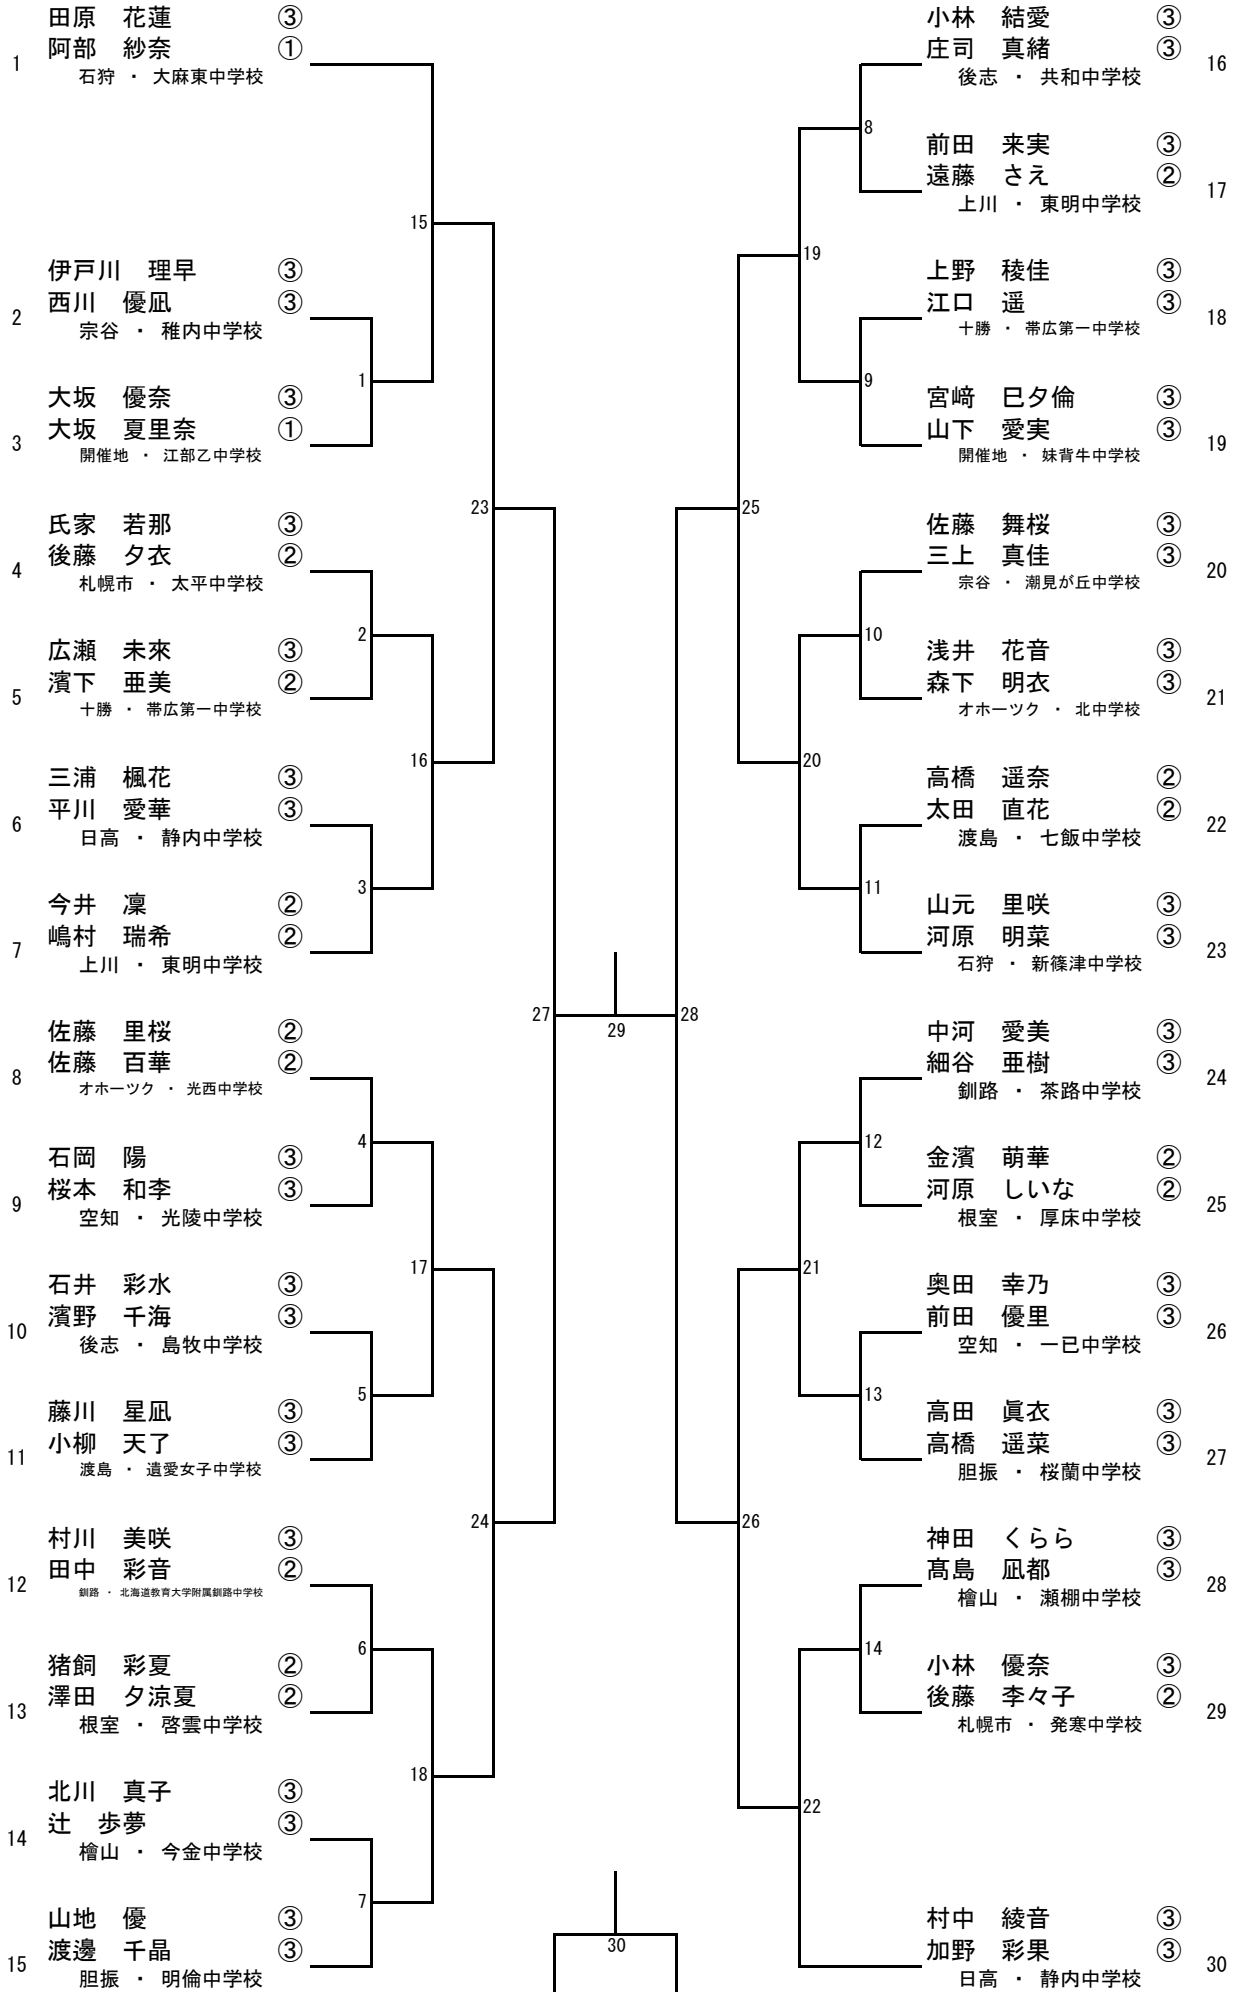 田原　花蓮 ③
1 阿部　紗奈 ①
石狩 ・ 大麻東中学校
伊戸川　理早 ③
2 西川　優凪 ③
宗谷 ・ 稚内中学校
大坂　優奈 ③
3 大坂　夏里奈 ①
開催地 ・ 江部乙中学校
氏家　若那 ③
4 後藤　夕衣 ②
札幌市 ・ 太平中学校
広瀬　未來 ③
5 濱下　亜美 ②
十勝 ・ 帯広第一中学校
三浦　楓花 ③
6 平川　愛華 ③
日高 ・ 静内中学校
今井　凜 ②
7 嶋村　瑞希 ②
上川 ・ 東明中学校
佐藤　里桜 ②
8 佐藤　百華 ②
オホーツク ・ 光西中学校
石岡　陽 ③
9 桜本　和李 ③
空知 ・ 光陵中学校
石井　彩水 ③
10 濱野　千海 ③
後志 ・ 島牧中学校
藤川　星凪 ③
11 小柳　天了 ③
渡島 ・ 遺愛女子中学校
村川　美咲 ③
12 田中　彩音 ②
釧路 ・ 北海道教育大学附属釧路中学校
猪飼　彩夏 ②
13 澤田　夕涼夏 ②
根室 ・ 啓雲中学校
北川　真子 ③
14 辻　歩夢 ③
檜山 ・ 今金中学校
山地　優 ③
15 渡邊　千晶 ③
胆振 ・ 明倫中学校
1
2
3
4
5
6
7
15
16
17
18
23
24
27
29
28
30
25
26
19
20
21
22
8
9
10
11
12
13
14
小林　結愛 ③
庄司　真緒 ③ 16
後志 ・ 共和中学校
前田　来実 ③
遠藤　さえ ② 17
上川 ・ 東明中学校
上野　稜佳 ③
江口　遥 ③ 18
十勝 ・ 帯広第一中学校
宮﨑　巳夕倫 ③
山下　愛実 ③ 19
開催地 ・ 妹背牛中学校
佐藤　舞桜 ③
三上　真佳 ③ 20
宗谷 ・ 潮見が丘中学校
浅井　花音 ③
森下　明衣 ③ 21
オホーツク ・ 北中学校
高橋　遥奈 ②
太田　直花 ② 22
渡島 ・ 七飯中学校
山元　里咲 ③
河原　明菜 ③ 23
石狩 ・ 新篠津中学校
中河　愛美 ③
細谷　亜樹 ③ 24
釧路 ・ 茶路中学校
金濱　萌華 ②
河原　しいな ② 25
根室 ・ 厚床中学校
奥田　幸乃 ③
前田　優里 ③ 26
空知 ・ 一已中学校
高田　眞衣 ③
高橋　遥菜 ③ 27
胆振 ・ 桜蘭中学校
神田　くらら ③
髙島　凪都 ③ 28
檜山 ・ 瀬棚中学校
小林　優奈 ③
後藤　李々子 ② 29
札幌市 ・ 発寒中学校
村中　綾音 ③
加野　彩果 ③ 30
日高 ・ 静内中学校